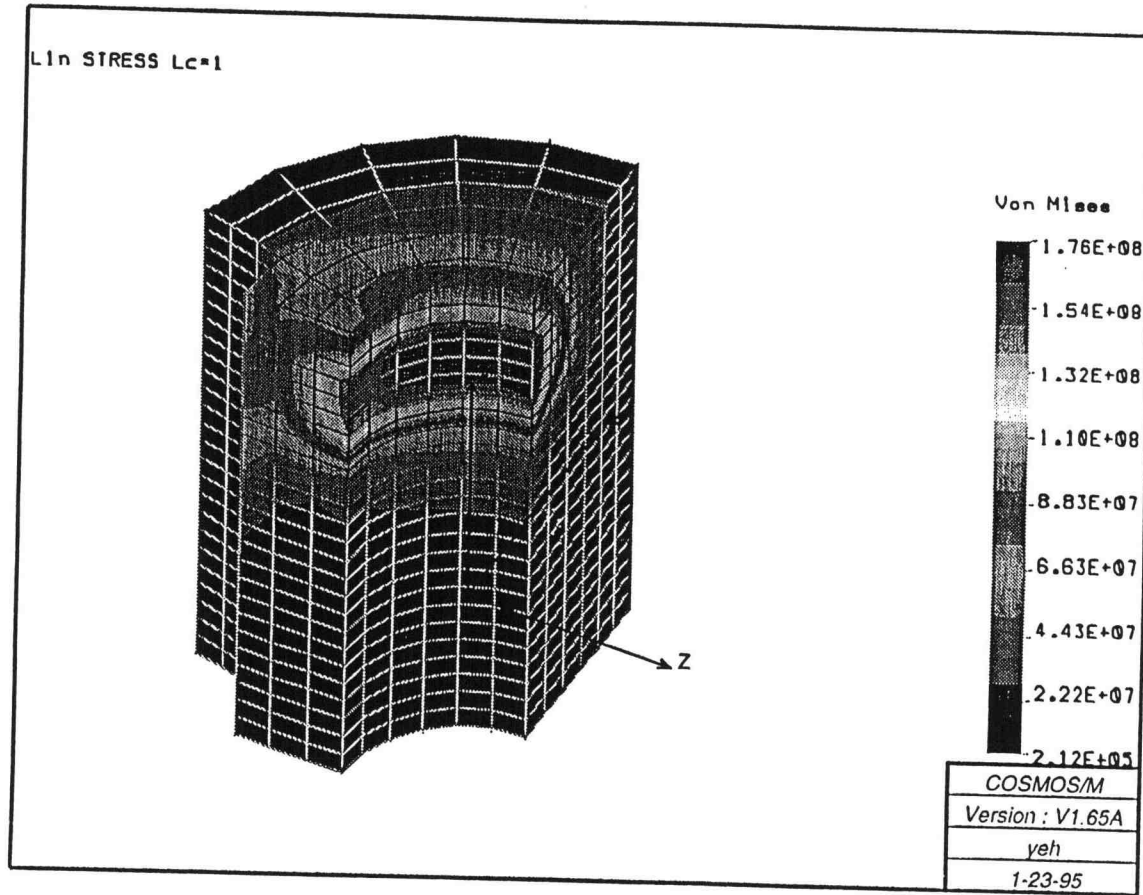 Lin STRESS Lc=1
Von Mises
1.76E+08
1.54E+08
1.32E+08
1.10E+08
8.83E+07
6.63E+07
4.43E+07
2.22E+07
2.12E+05
Z
COSMOS/M
Version : V1.65A
yeh
1-23-95